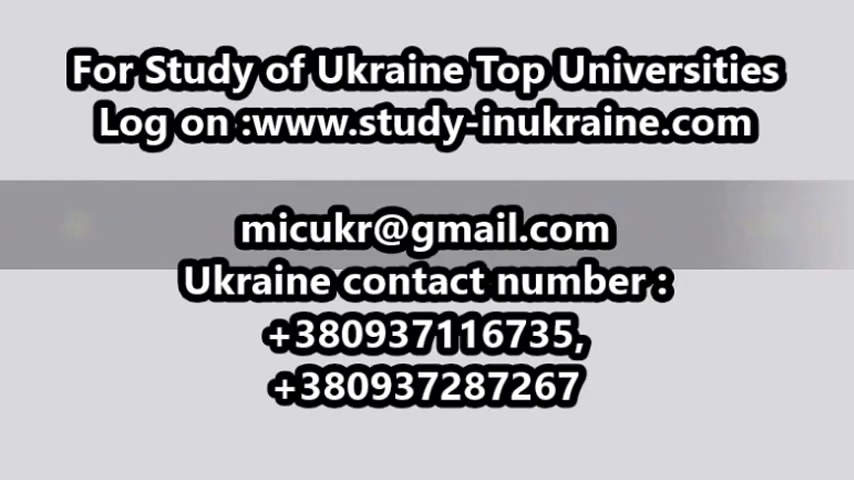 For Study of Ukraine Top Universities
Log on :www.study-inukraine.com
micukr@gmail.com
Ukraine contact number :
+380937116735,
+380937287267